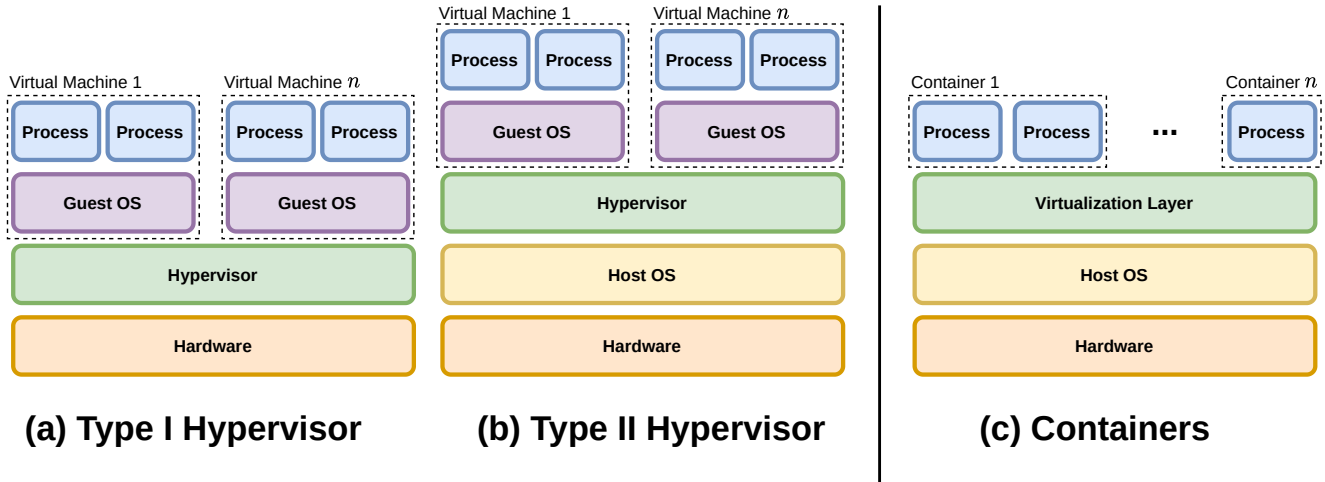 Virtual Machine 1
Virtual Machine n
Process
Process
Process
Process
Guest OS
Guest OS
Hypervisor
Hardware
(a) Type I Hypervisor
Virtual Machine 1
Virtual Machine n
Process
Process
Process
Process
Guest OS
Guest OS
Hypervisor
Host OS
Hardware
(b) Type II Hypervisor
Container 1
Container n
Process
Process
...
Process
Virtualization Layer
Host OS
Hardware
(c) Containers